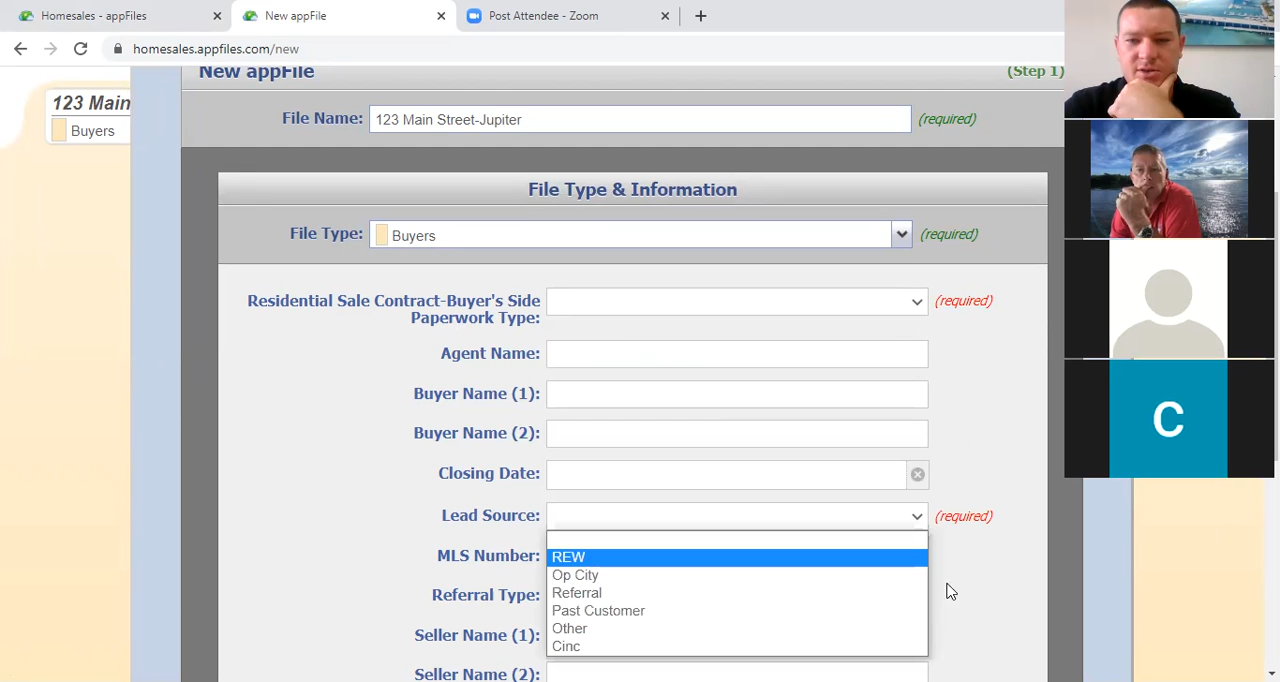 Homesales - appFiles
New appFile
Post Attendee - Zoom
homesales.appfiles.com/new
123 Main
Buyers
New appFile
(Step 1)
File Name:
123 Main Street-Jupiter
(required)
File Type & Information
File Type:
Buyers
(required)
Residential Sale Contract-Buyer's Side
Paperwork Type:
(required)
Agent Name:
Buyer Name (1):
Buyer Name (2):
Closing Date:
Lead Source:
(required)
MLS Number:
REW
Op City
Referral Type:
Referral
Past Customer
Seller Name (1):
Other
Cinc
Seller Name (2):
C